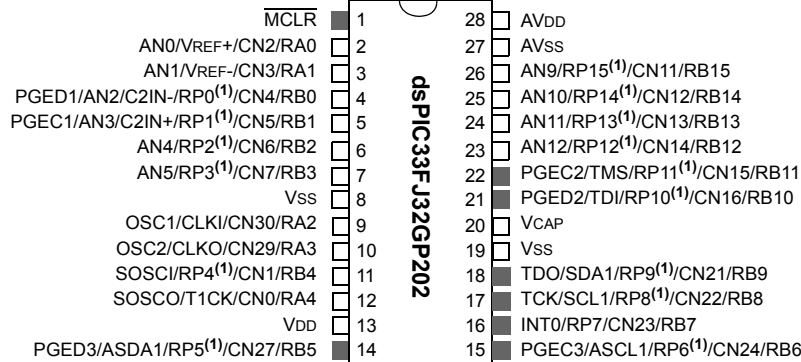 MCLR 1 28 AVDD
AN0/VREF+/CN2/RA0 2 27 AVSS
AN1/VREF-/CN3/RA1 3 26 AN9/RP15(1)/CN11/RB15
PGED1/AN2/C2IN-/RP0(1)/CN4/RB0 4 25 AN10/RP14(1)/CN12/RB14
PGEC1/AN3/C2IN+/RP1(1)/CN5/RB1 5 24 AN11/RP13(1)/CN13/RB13
AN4/RP2(1)/CN6/RB2 6 23 AN12/RP12(1)/CN14/RB12
AN5/RP3(1)/CN7/RB3 7 22 PGEC2/TMS/RP11(1)/CN15/RB11
VSS 8 21 PGED2/TDI/RP10(1)/CN16/RB10
OSC1/CLKI/CN30/RA2 9 20 VCAP
OSC2/CLKO/CN29/RA3 10 19 VSS
SOSCI/RP4(1)/CN1/RB4 11 18 TDO/SDA1/RP9(1)/CN21/RB9
SOSCO/T1CK/CN0/RA4 12 17 TCK/SCL1/RP8(1)/CN22/RB8
VDD 13 16 INT0/RP7/CN23/RB7
PGED3/ASDA1/RP5(1)/CN27/RB5 14 15 PGEC3/ASCL1/RP6(1)/CN24/RB6
dsPIC33FJ32GP202